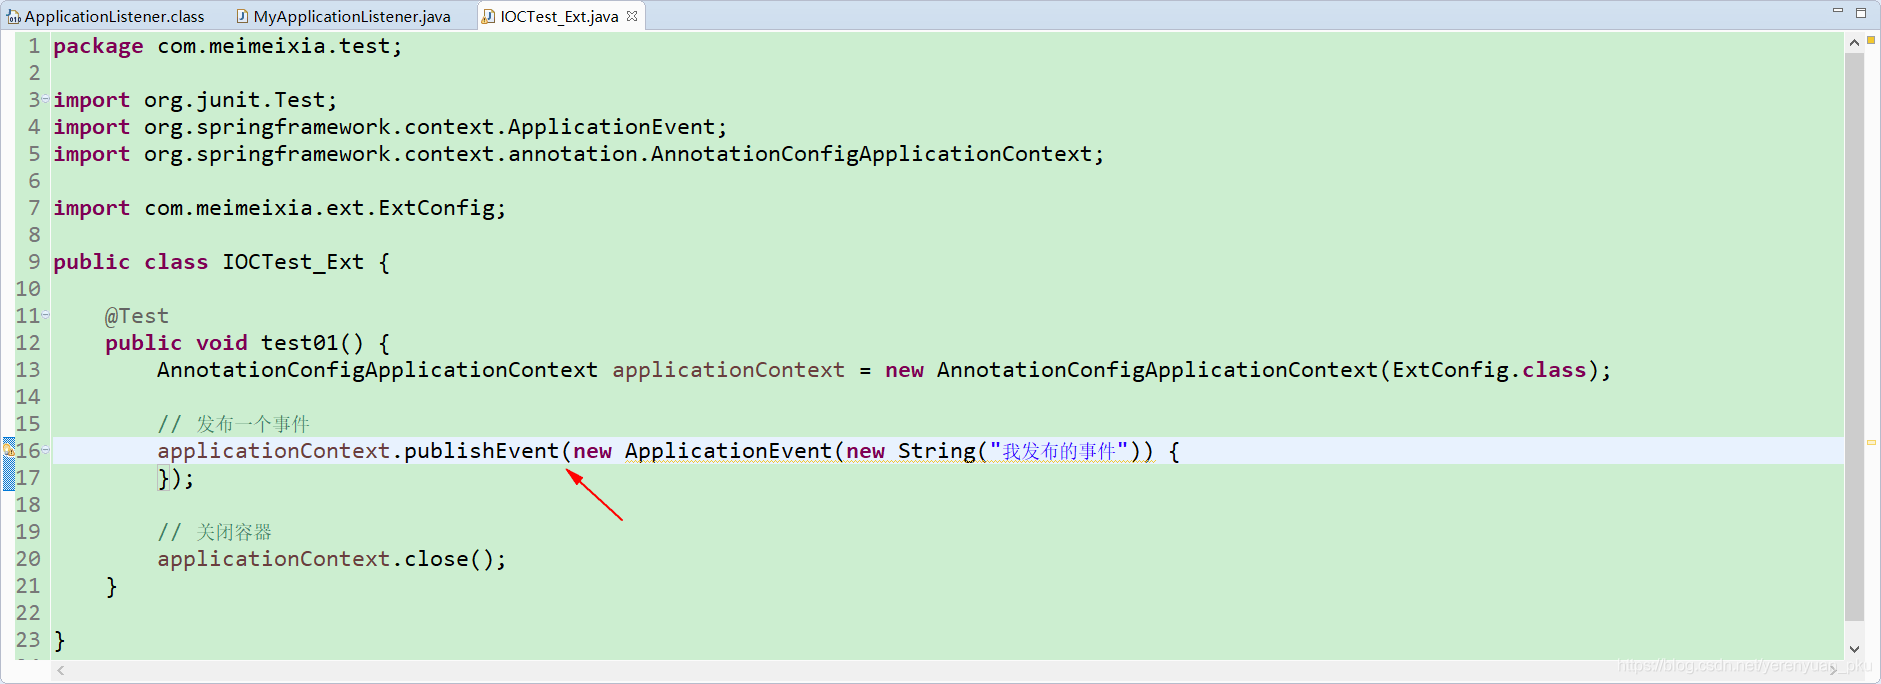 ApplicationListener.class MyApplicationListener.java IOCTest_Ext.java
1 package com.meimeixia.test;
2
3 import org.junit.Test;
4 import org.springframework.context.ApplicationEvent;
5 import org.springframework.context.annotation.AnnotationConfigApplicationContext;
6
7 import com.meimeixia.ext.ExtConfig;
8
9 public class IOCTest_Ext {
10
11     @Test
12     public void test01() {
13         AnnotationConfigApplicationContext applicationContext = new AnnotationConfigApplicationContext(ExtConfig.class);
14
15         // 发布一个事件
16         applicationContext.publishEvent(new ApplicationEvent(new String("我发布的事件")) {
17         });
18
19         // 关闭容器
20         applicationContext.close();
21     }
22
23 }
https://blog.csdn.net/yerenyuan_pku